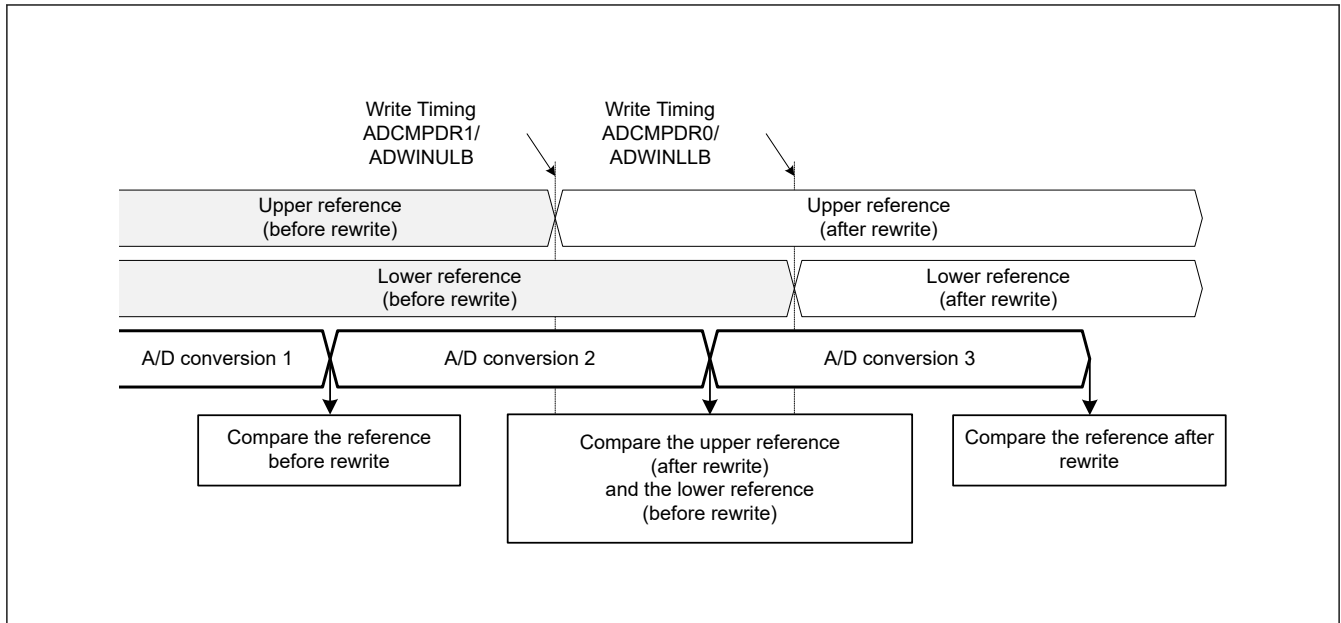 Write Timing
ADCMPDR1/
ADWINULB
Write Timing
ADCMPDR0/
ADWINLLB
Upper reference
(before rewrite)
Upper reference
(after rewrite)
Lower reference
(before rewrite)
Lower reference
(after rewrite)
A/D conversion 1
A/D conversion 2
A/D conversion 3
Compare the reference
before rewrite
Compare the upper reference
(after rewrite)
and the lower reference
(before rewrite)
Compare the reference after
rewrite